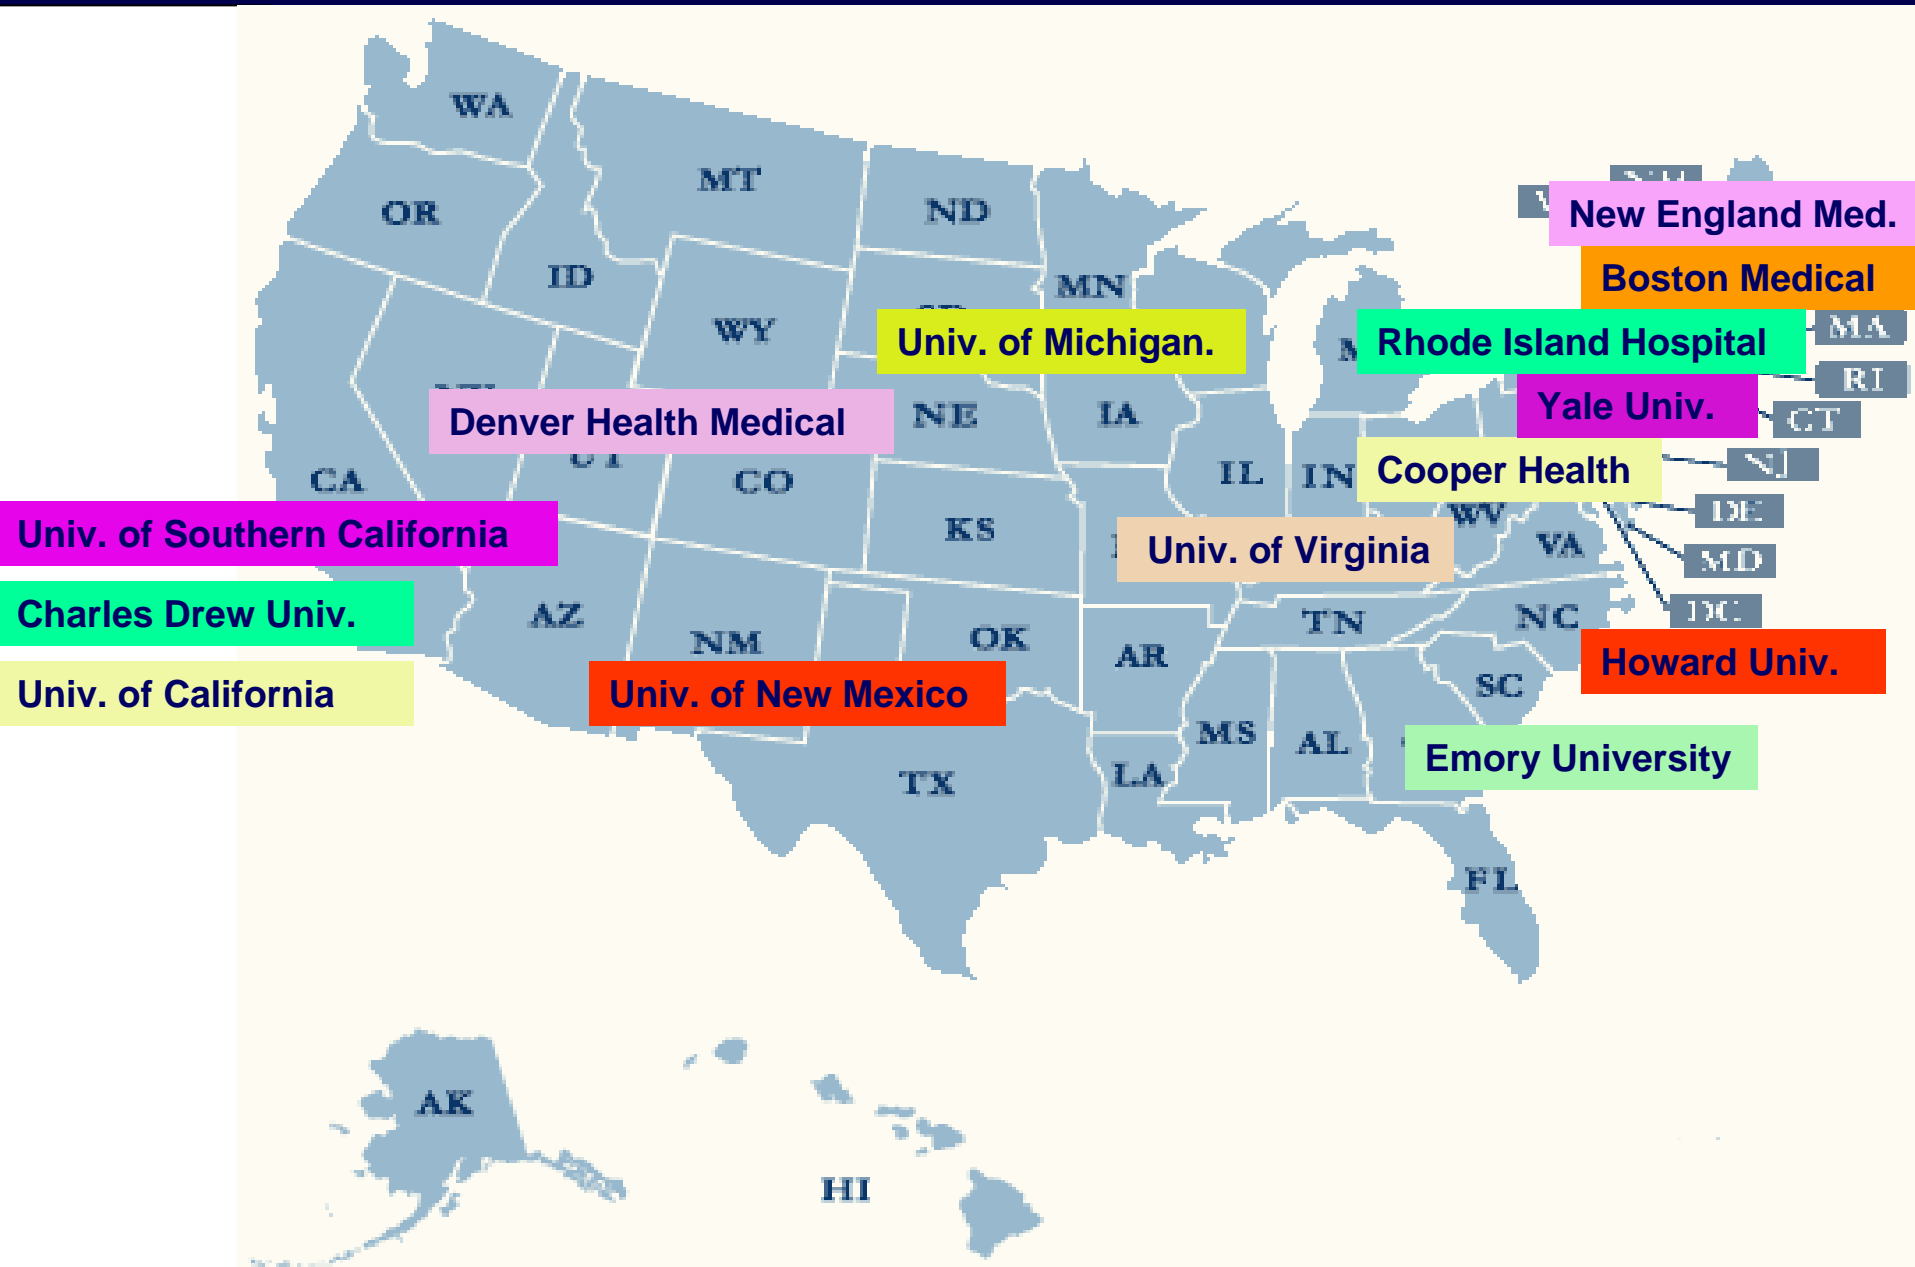 WA
MT
ND
OR
New England Med.
ID
MN
Boston Medical
WY
Univ. of Michigan.
Rhode Island Hospital
MA
RI
Denver Health Medical
NE
IA
Yale Univ.
CT
CA
UT
CO
IL
IN
Cooper Health
NJ
Univ. of Southern California
KS
WV
DE
Univ. of Virginia
VA
MD
Charles Drew Univ.
AZ
NM
OK
AR
TN
NC
DC
Univ. of California
Univ. of New Mexico
SC
Howard Univ.
MS
AL
Emory University
TX
LA
FL
AK
HI